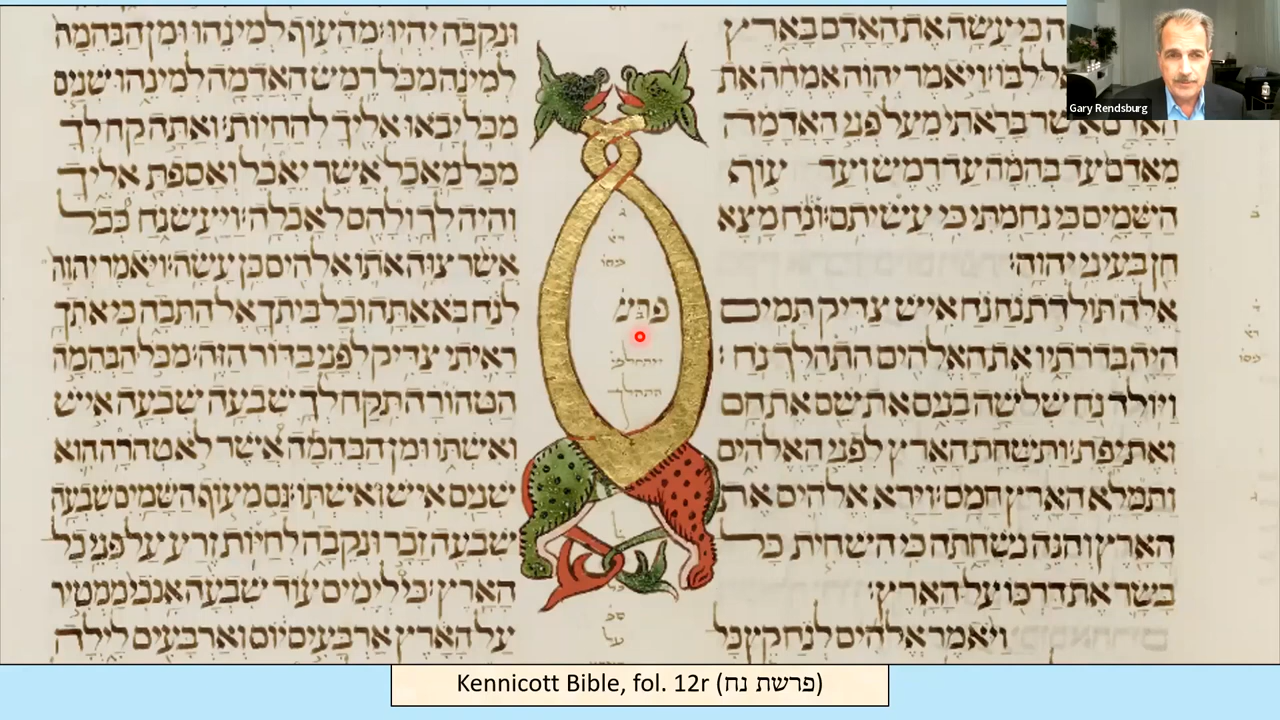 ה כי עשה את האדם בארץ
אל לבו ויאמר יהוה אמחה את
האדם אשר בראתי מעל פני האדמה
מאדם עד בהמה עד רמש ועד עוף
השמים כי נחמתי כי עשיתם׃ ונח מצא
חן בעיני יהוה׃
אלה תולדת נח נח איש צדיק תמים
היה בדרתיו את האלהים התהלך נח׃
ויולד נח שלשה בנים את שם את חם
ואת יפת׃ ותשחת הארץ לפני האלהים
ותמלא הארץ חמס׃ וירא אלהים את
הארץ והנה נשחתה כי השחית כל
בשר את דרכו על הארץ׃
ויאמר אלהים לנח קץ כל
פרש
ונקבה יהיו׃ מהעוף למינהו ומן הבהמה
למינה מכל רמש האדמה למינהו שנים
מכל יבאו אליך להחיות׃ ואתה קח לך
מכל מאכל אשר יאכל ואספת אליך
והיה לך ולהם לאכלה׃ ויעש נח ככל
אשר צוה אתו אלהים כן עשה׃ ויאמר יהוה
לנח בא אתה וכל ביתך אל התבה כי אתך
ראיתי צדיק לפני בדור הזה׃ מכל הבהמה
הטהורה תקח לך שבעה שבעה איש
ואישתו ומן הבהמה אשר לא טהרה הוא
שנים איש ואישתו׃ גם מעוף השמים שבעה
שבעה זכר ונקבה לחיות זרע על פני כל
הארץ׃ כי לימים עוד שבעה אנכי ממטיר
על הארץ ארבעים יום וארבעים לילה
Gary Rendsburg
Kennicott Bible, fol. 12r (פרשת נח)